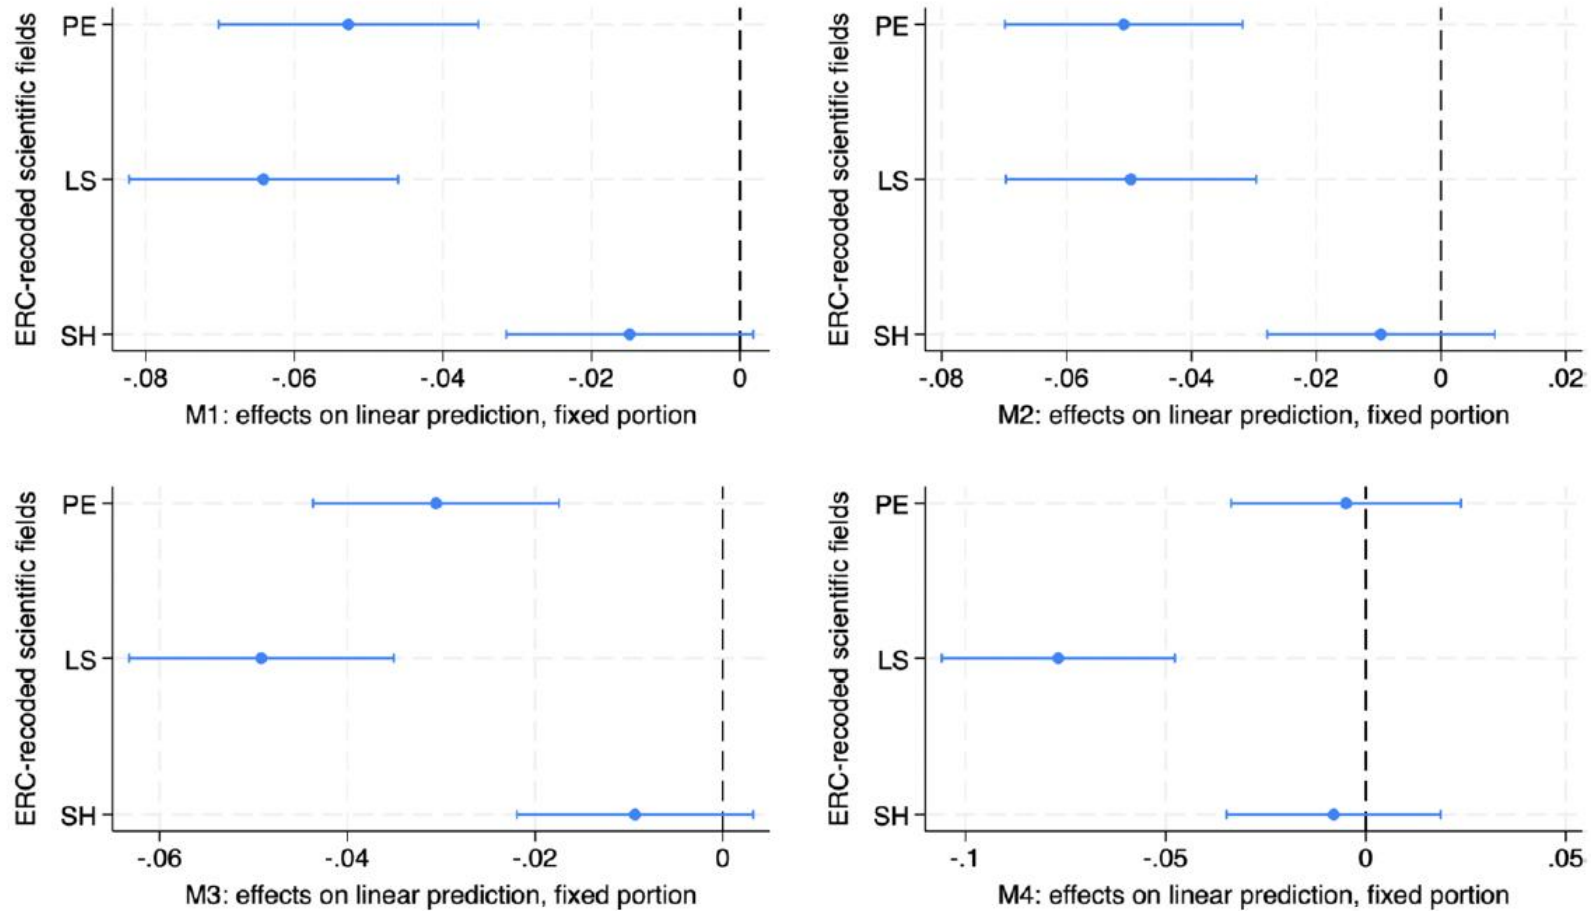 ERC-recoded scientific fields
PE
LS
SH
-.08 -.06 -.04 -.02 0
M1: effects on linear prediction, fixed portion
ERC-recoded scientific fields
PE
LS
SH
-.08 -.06 -.04 -.02 0 .02
M2: effects on linear prediction, fixed portion
ERC-recoded scientific fields
PE
LS
SH
-.06 -.04 -.02 0
M3: effects on linear prediction, fixed portion
ERC-recoded scientific fields
PE
LS
SH
-.1 -.05 0 .05
M4: effects on linear prediction, fixed portion